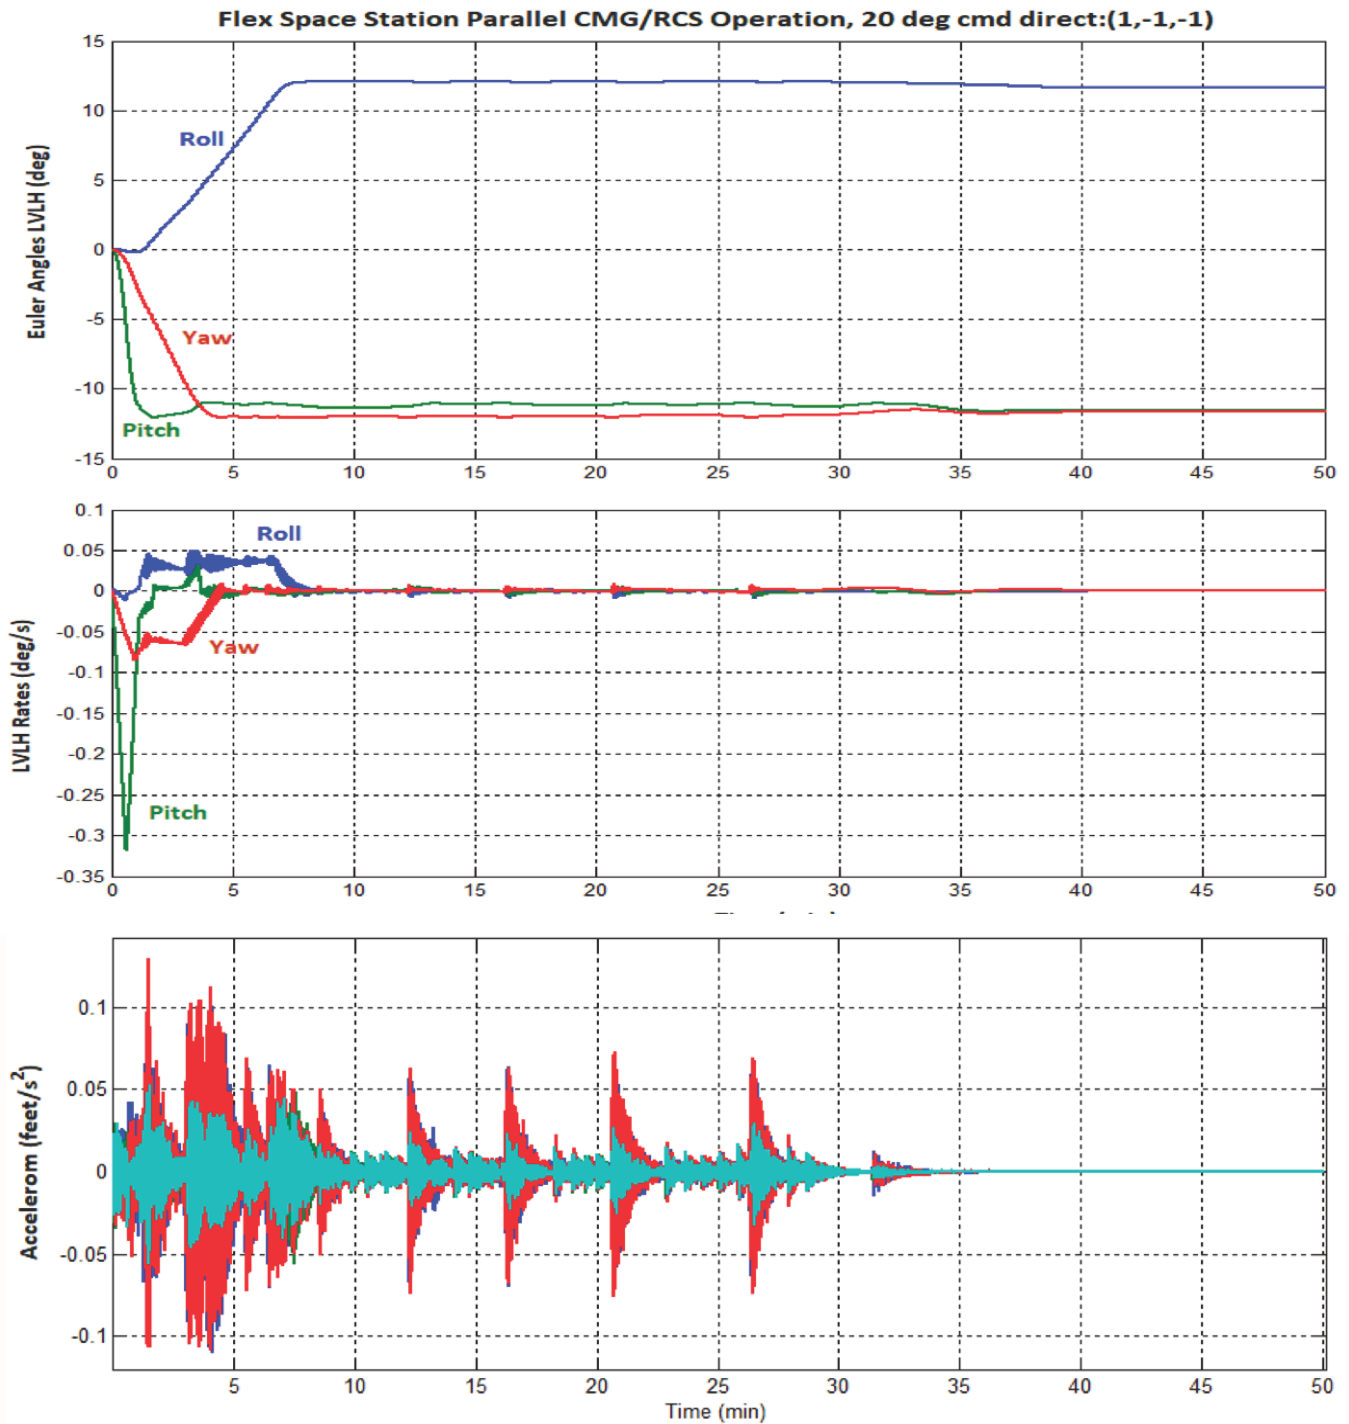 Flex Space Station Parallel CMG/RCS Operation, 20 deg cmd direct:(1,-1,-1)
15
10
5
0
-5
-10
-15
Euler Angles LVLH (deg)
Roll
Yaw
Pitch
0 5 10 15 20 25 30 35 40 45 50
0.1
0.05
0
-0.05
-0.1
-0.15
-0.2
-0.25
-0.3
-0.35
LVLH Rates (deg/s)
Roll
Yaw
Pitch
0 5 10 15 20 25 30 35 40 45 50
0.1
0.05
0
-0.05
-0.1
Accelerom (feet/s²)
5 10 15 20 25 30 35 40 45 50
Time (min)